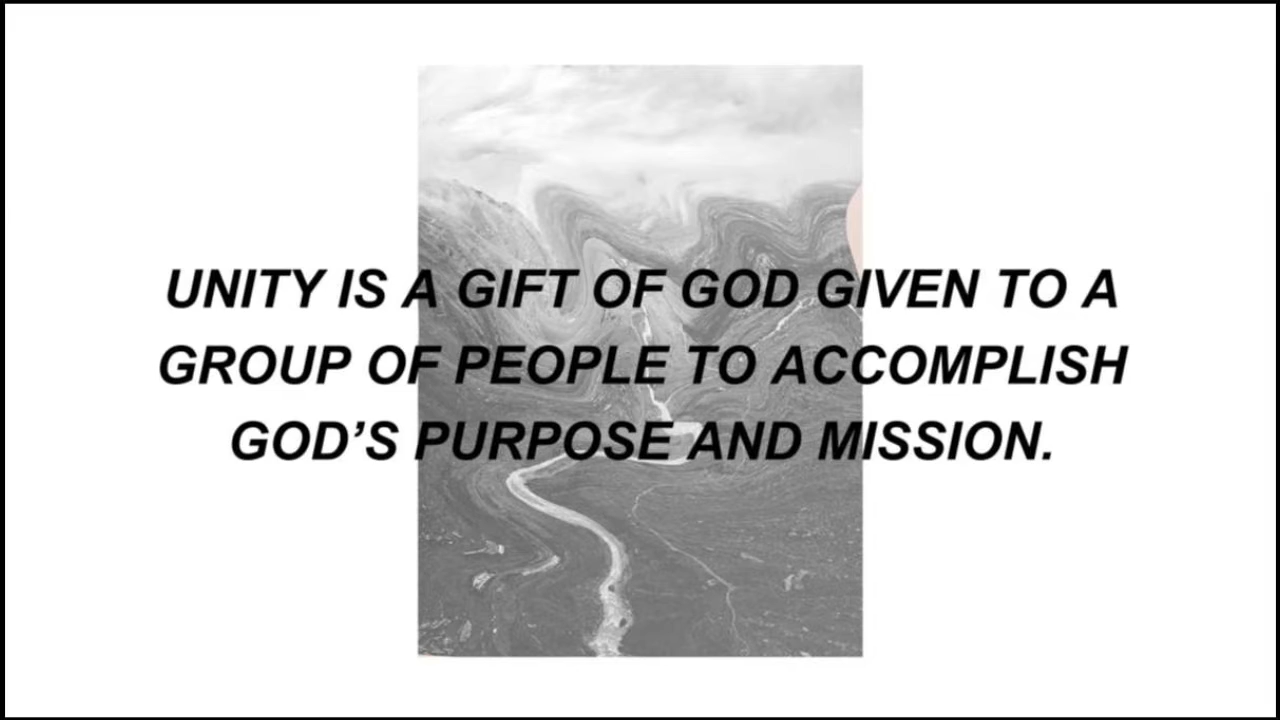 UNITY IS A GIFT OF GOD GIVEN TO A
GROUP OF PEOPLE TO ACCOMPLISH
GOD’S PURPOSE AND MISSION.